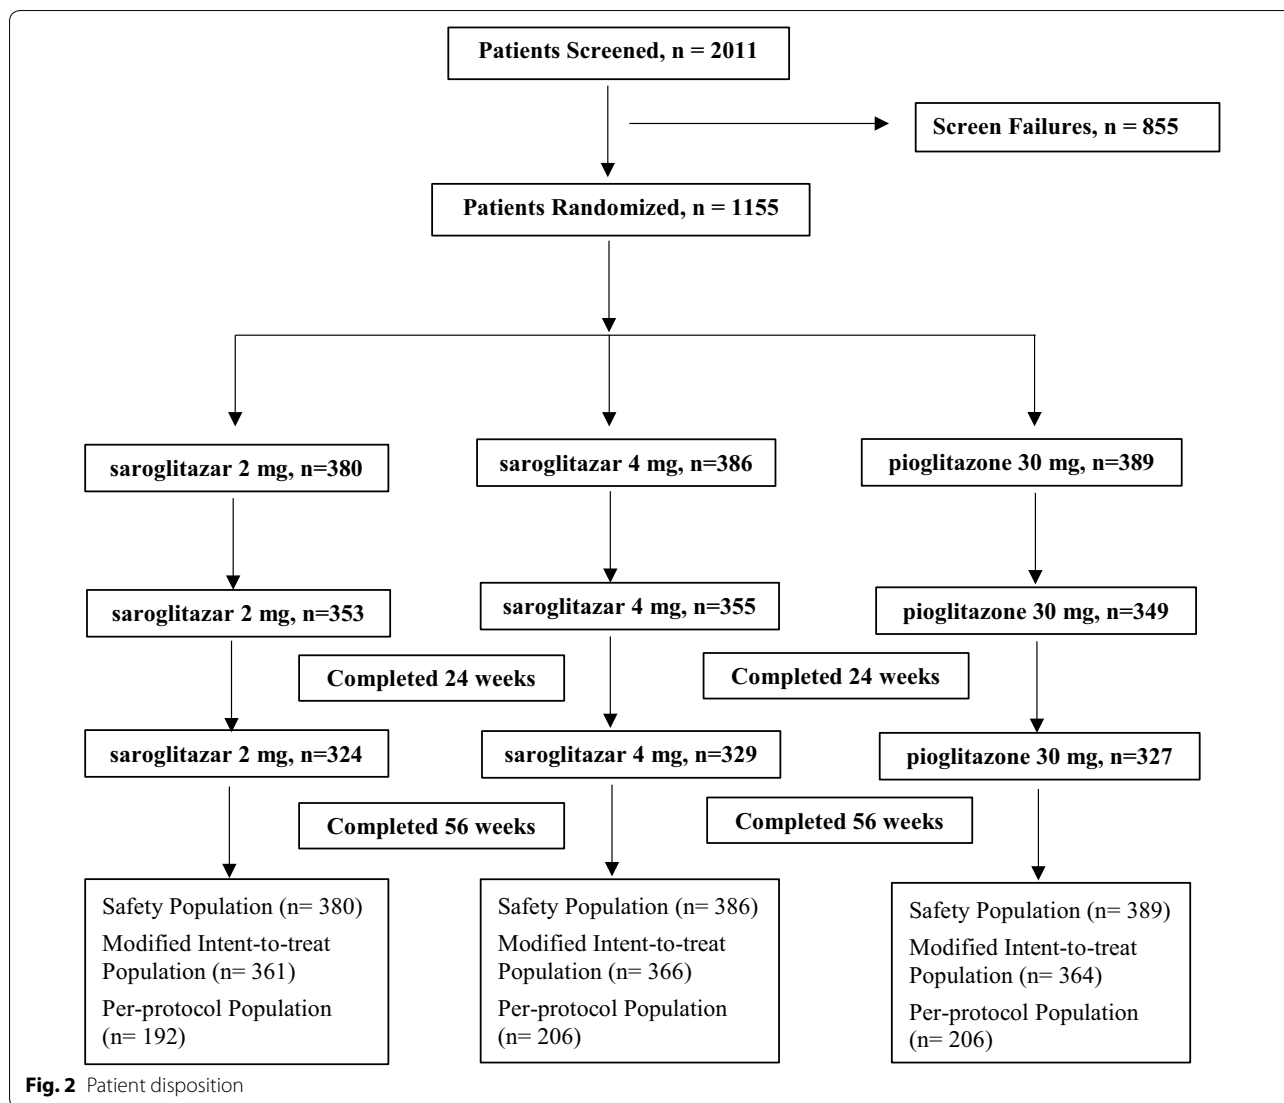 Patients Screened, n = 2011
Screen Failures, n = 855
Patients Randomized, n = 1155
saroglitazar 2 mg, n=380
saroglitazar 4 mg, n=386
pioglitazone 30 mg, n=389
saroglitazar 2 mg, n=353
saroglitazar 4 mg, n=355
pioglitazone 30 mg, n=349
Completed 24 weeks
Completed 24 weeks
saroglitazar 2 mg, n=324
saroglitazar 4 mg, n=329
pioglitazone 30 mg, n=327
Completed 56 weeks
Completed 56 weeks
Safety Population (n= 380)
Modified Intent-to-treat
Population (n= 361)
Per-protocol Population
(n= 192)
Safety Population (n= 386)
Modified Intent-to-treat
Population (n= 366)
Per-protocol Population
(n= 206)
Safety Population (n= 389)
Modified Intent-to-treat
Population (n= 364)
Per-protocol Population
(n= 206)
Fig. 2 Patient disposition